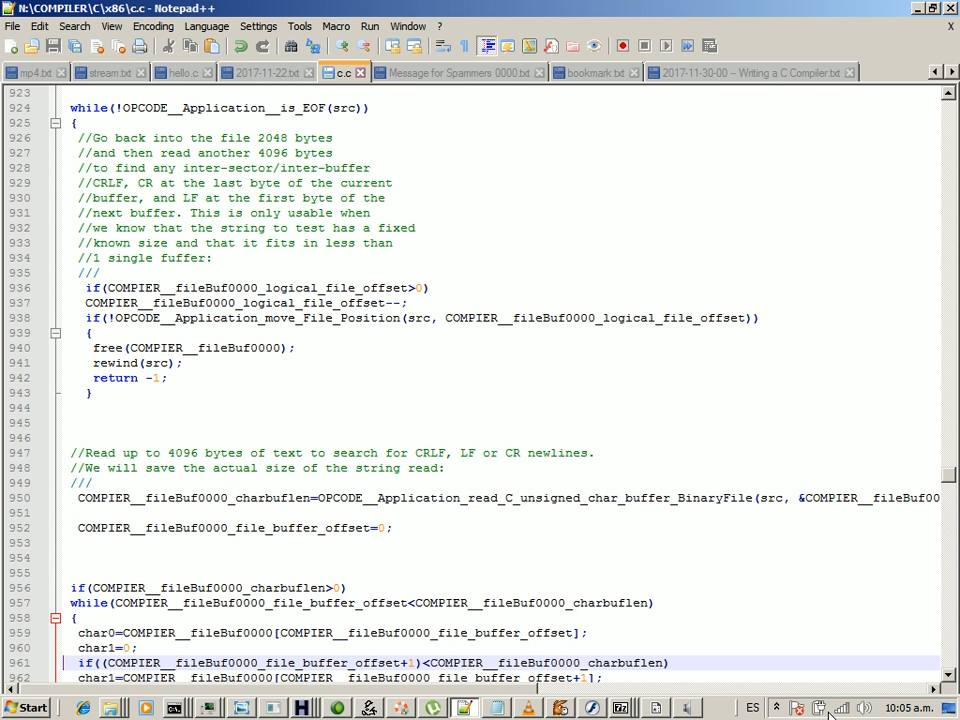 N:\COMPILER\C\x86\c.c - Notepad++
File Edit Search View Encoding Language Settings Tools Macro Run Window ? X
mp4.txt stream.txt hello.c 2017-11-22.txt c.c Message for Spammers 0000.txt bookmark.txt 2017-11-30-00 – Writing a C Compiler.txt
923
924 while(!OPCODE__Application__is_EOF(src))
925 {
926 //Go back into the file 2048 bytes
927 //and then read another 4096 bytes
928 //to find any inter-sector/inter-buffer
929 //CRLF, CR at the last byte of the current
930 //buffer, and LF at the first byte of the
931 //next buffer. This is only usable when
932 //we know that the string to test has a fixed
933 //known size and that it fits in less than
934 //1 single fuffer:
935 ///
936 if(COMPIER__fileBuf0000_logical_file_offset>0)
937 COMPIER__fileBuf0000_logical_file_offset--;
938 if(!OPCODE__Application_move_File_Position(src, COMPIER__fileBuf0000_logical_file_offset))
939 {
940 free(COMPIER__fileBuf0000);
941 rewind(src);
942 return -1;
943 }
944
945
946
947 //Read up to 4096 bytes of text to search for CRLF, LF or CR newlines.
948 //We will save the actual size of the string read:
949 ///
950 COMPIER__fileBuf0000_charbuflen=OPCODE__Application_read_C_unsigned_char_buffer_BinaryFile(src, &COMPIER__fileBuf00
951
952 COMPIER__fileBuf0000_file_buffer_offset=0;
953
954
955
956 if(COMPIER__fileBuf0000_charbuflen>0)
957 while(COMPIER__fileBuf0000_file_buffer_offset<COMPIER__fileBuf0000_charbuflen)
958 {
959 char0=COMPIER__fileBuf0000[COMPIER__fileBuf0000_file_buffer_offset];
960 char1=0;
961 if((COMPIER__fileBuf0000_file_buffer_offset+1)<COMPIER__fileBuf0000_charbuflen)
962 char1=COMPIER__fileBuf0000[COMPIER__fileBuf0000_file_buffer_offset+1];
Start ES 10:05 a.m.